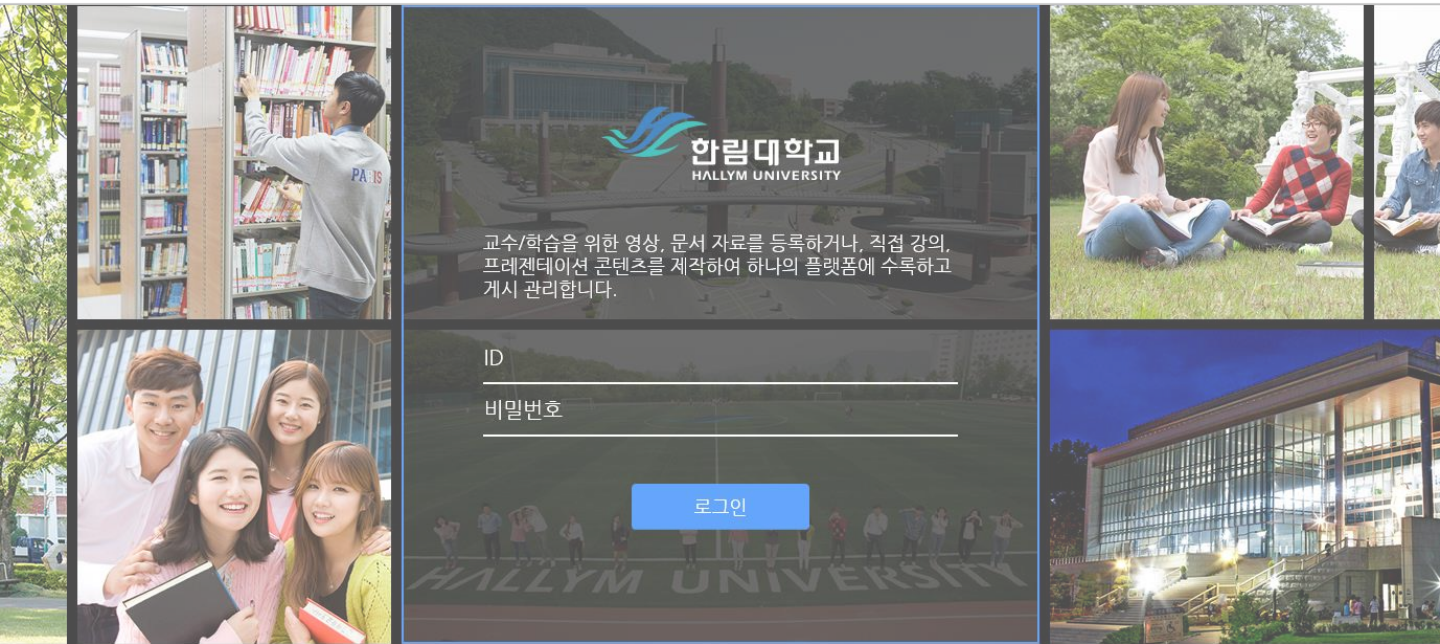 PARIS
한림대학교
HALLYM UNIVERSITY
교수/학습을 위한 영상, 문서 자료를 등록하거나, 직접 강의,
프레젠테이션 콘텐츠를 제작하여 하나의 플랫폼에 수록하고
게시 관리합니다.
ID
비밀번호
로그인
HALLYM UNIVERSITY